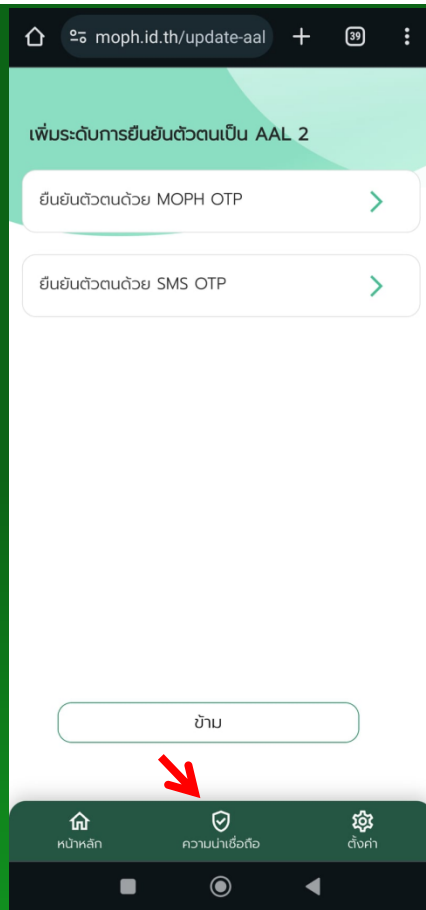 moph.id.th/update-aal
39
เพิ่มระดับการยืนยันตัวตนเป็น AAL 2
ยืนยันตัวตนด้วย MOPH OTP
ยืนยันตัวตนด้วย SMS OTP
ข้าม
หน้าหลัก
ความน่าเชื่อถือ
ตั้งค่า